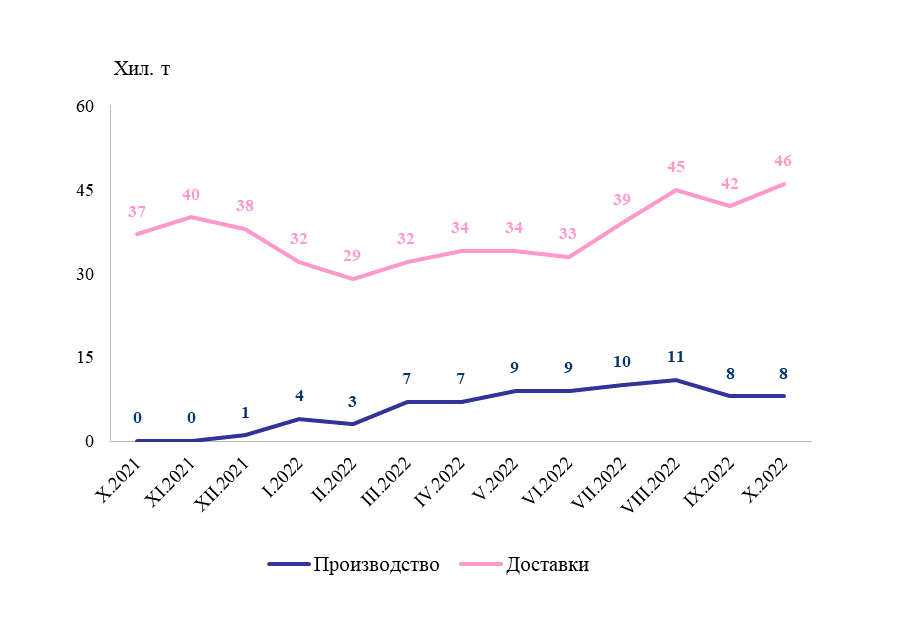 Хил. т
60
45
30
15
0
37 40 38 32 29 32 34 34 33 39 45 42 46
0 0 1 4 3 7 7 9 9 10 11 8 8
X.2021 XI.2021 XII.2021 I.2022 II.2022 III.2022 IV.2022 V.2022 VI.2022 VII.2022 VIII.2022 IX.2022 X.2022
Производство Доставки